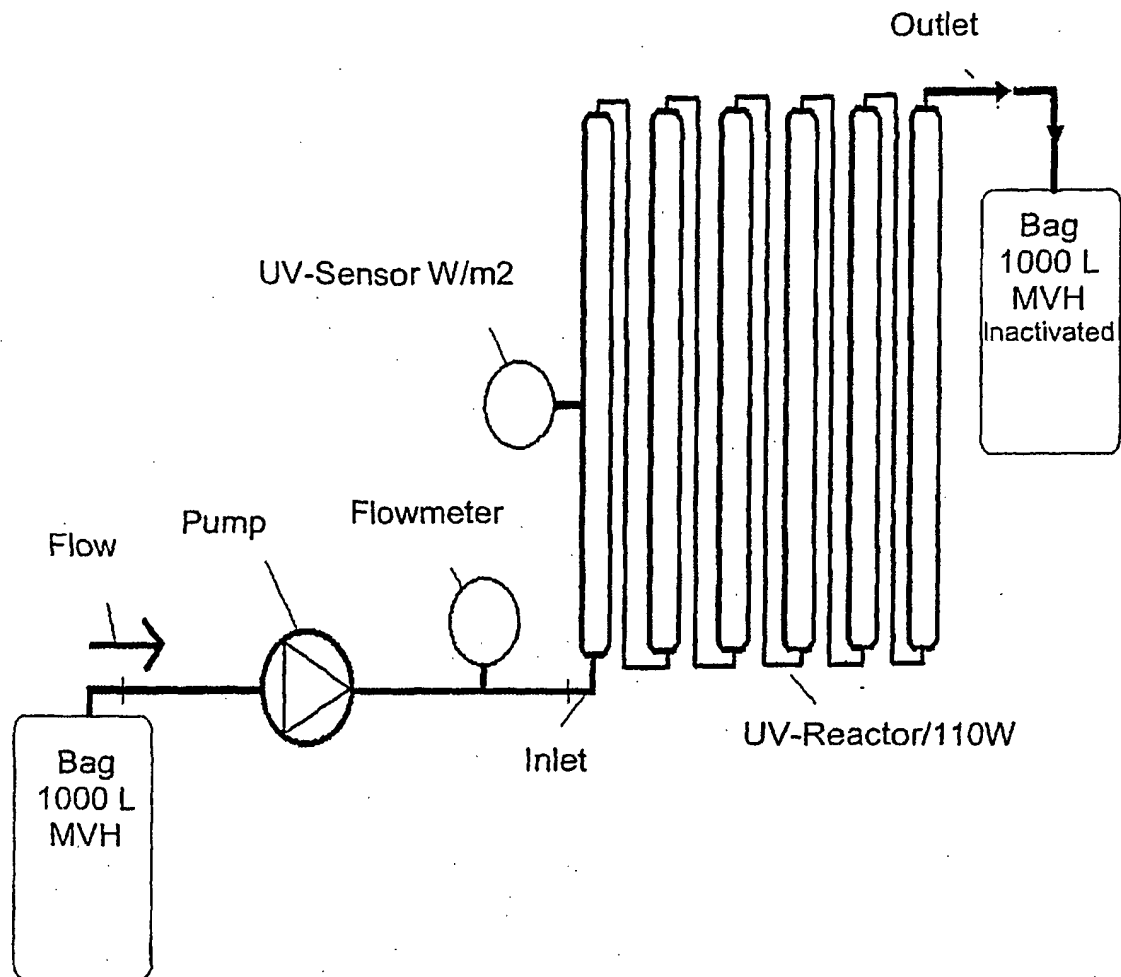 Outlet
Bag
1000 L
MVH
Inactivated
UV-Sensor W/m2
Flowmeter
Pump
Flow
UV-Reactor/110W
Inlet
Bag
1000 L
MVH